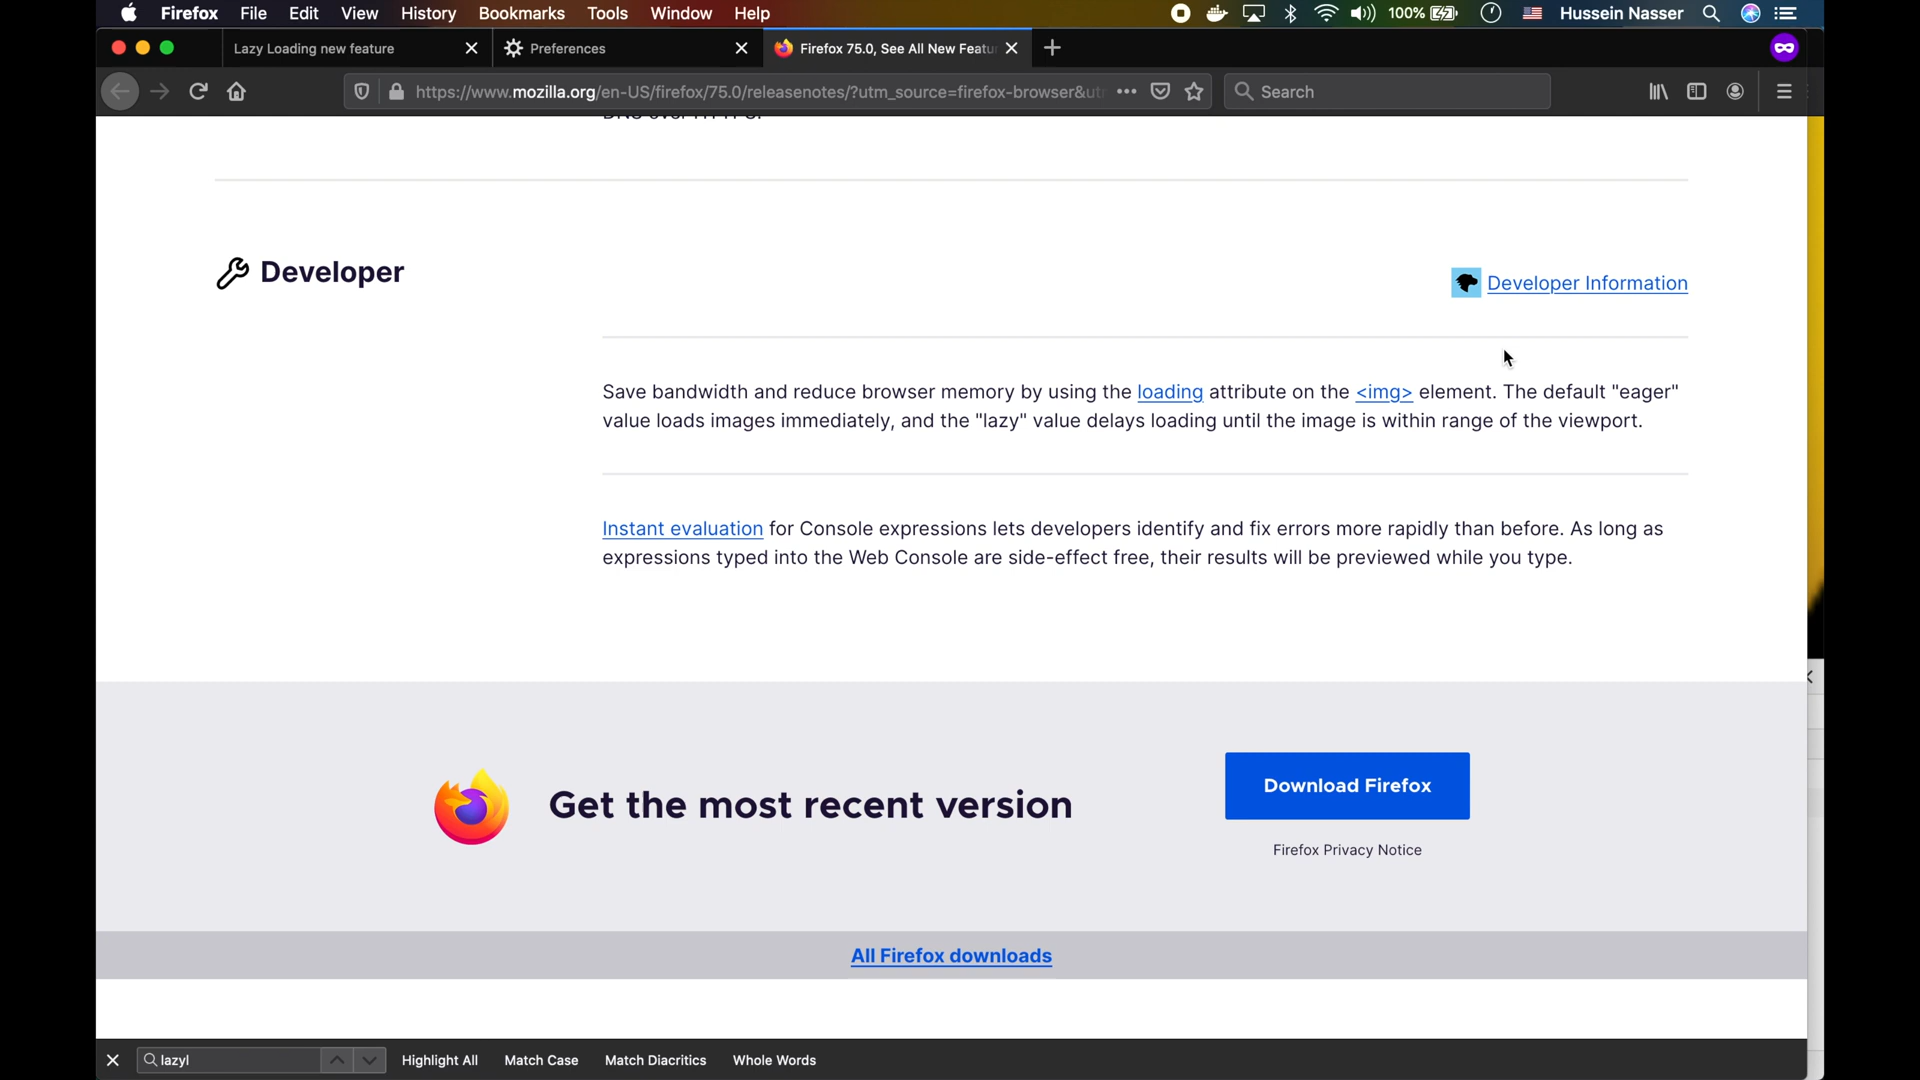 Firefox File Edit View History Bookmarks Tools Window Help 100% Hussein Nasser
Lazy Loading new feature Preferences Firefox 75.0, See All New Featu
https://www.mozilla.org/en-US/firefox/75.0/releasenotes/?utm_source=firefox-browser&ut Search
DNS over HTTPS.
Developer
Developer Information
Save bandwidth and reduce browser memory by using the loading attribute on the <img> element. The default "eager"
value loads images immediately, and the "lazy" value delays loading until the image is within range of the viewport.
Instant evaluation for Console expressions lets developers identify and fix errors more rapidly than before. As long as
expressions typed into the Web Console are side-effect free, their results will be previewed while you type.
Get the most recent version
Download Firefox
Firefox Privacy Notice
All Firefox downloads
lazyl Highlight All Match Case Match Diacritics Whole Words